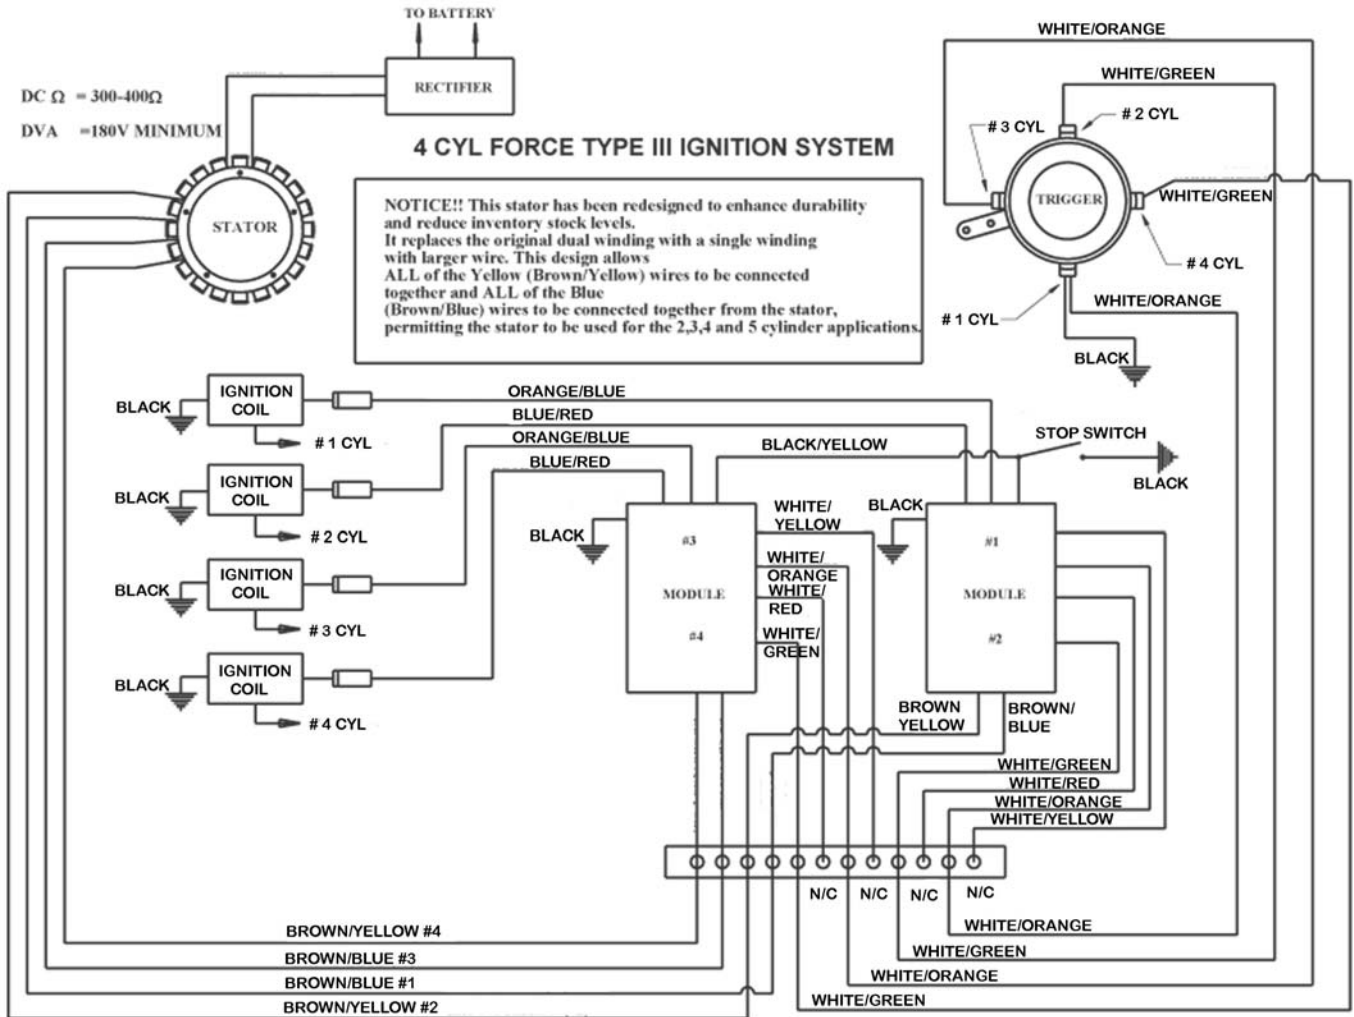 TO BATTERY
RECTIFIER
DC Ω = 300-400Ω
DVA =180V MINIMUM
4 CYL FORCE TYPE III IGNITION SYSTEM
STATOR
NOTICE!! This stator has been redesigned to enhance durability
and reduce inventory stock levels.
It replaces the original dual winding with a single winding
with larger wire. This design allows
ALL of the Yellow (Brown/Yellow) wires to be connected
together and ALL of the Blue
(Brown/Blue) wires to be connected together from the stator,
permitting the stator to be used for the 2,3,4 and 5 cylinder applications.
WHITE/ORANGE
WHITE/GREEN
# 3 CYL
# 2 CYL
TRIGGER
WHITE/GREEN
# 4 CYL
WHITE/ORANGE
# 1 CYL
BLACK
IGNITION
COIL
BLACK
# 1 CYL
ORANGE/BLUE
BLUE/RED
ORANGE/BLUE
BLUE/RED
BLACK/YELLOW
STOP SWITCH
BLACK
IGNITION
COIL
BLACK
# 2 CYL
IGNITION
COIL
BLACK
# 3 CYL
IGNITION
COIL
BLACK
# 4 CYL
BLACK
#3
MODULE
#4
WHITE/
YELLOW
WHITE/
ORANGE
WHITE/
RED
WHITE/
GREEN
BLACK
#1
MODULE
#2
BROWN
YELLOW
BROWN/
BLUE
WHITE/GREEN
WHITE/RED
WHITE/ORANGE
WHITE/YELLOW
N/C
N/C
N/C
N/C
WHITE/ORANGE
WHITE/GREEN
WHITE/ORANGE
WHITE/GREEN
BROWN/YELLOW #4
BROWN/BLUE #3
BROWN/BLUE #1
BROWN/YELLOW #2